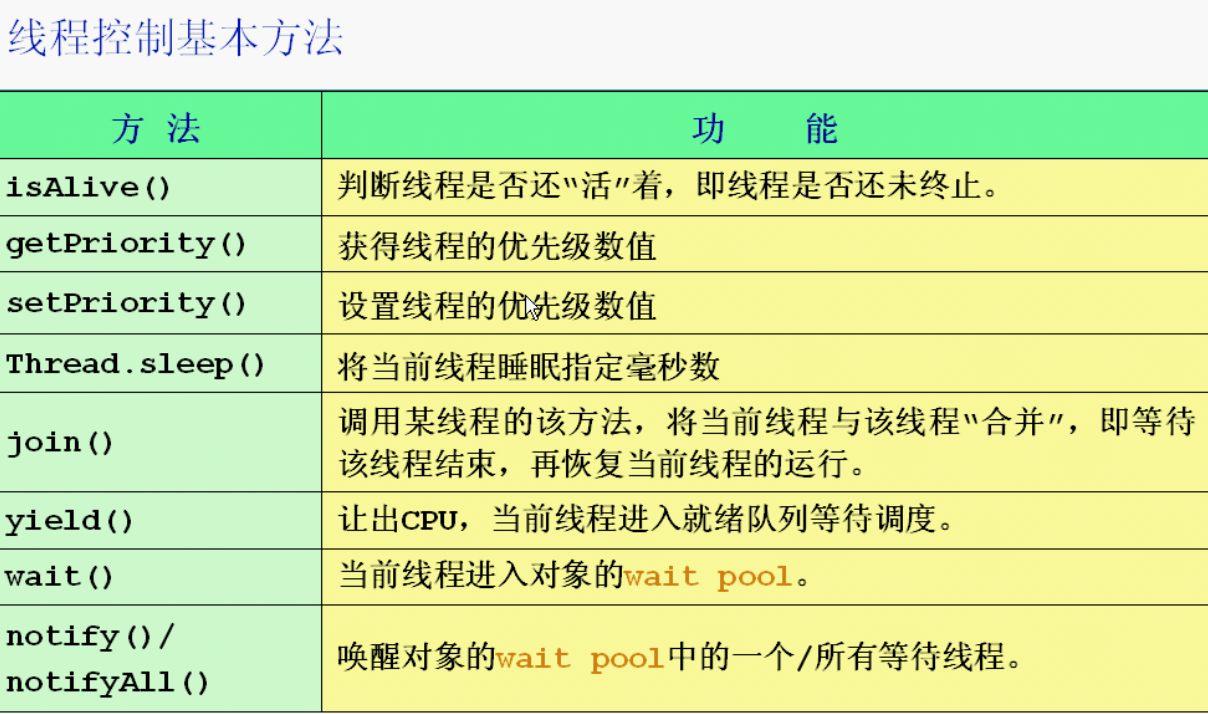 线程控制基本方法
方 法
功 能
isAlive()
判断线程是否还“活”着，即线程是否还未终止。
getPriority()
获得线程的优先级数值
setPriority()
设置线程的优先级数值
Thread.sleep()
将当前线程睡眠指定毫秒数
join()
调用某线程的该方法，将当前线程与该线程“合并”，即等待
该线程结束，再恢复当前线程的运行。
yield()
让出CPU，当前线程进入就绪队列等待调度。
wait()
当前线程进入对象的wait pool。
notify()/
notifyAll()
唤醒对象的wait pool中的一个/所有等待线程。